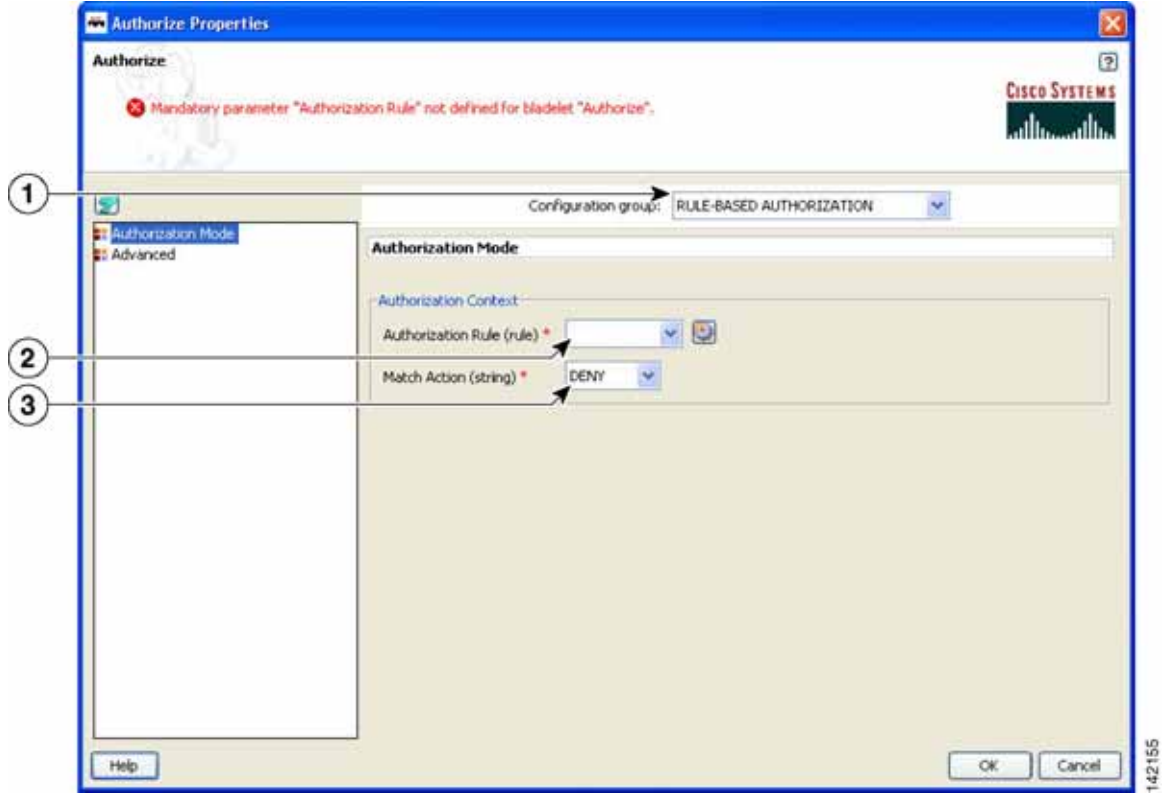 Authorize Properties
Authorize
Mandatory parameter "Authorization Rule" not defined for bladelet "Authorize".
CISCO SYSTEMS
1
Configuration group: RULE-BASED AUTHORIZATION
Authorization Mode
Advanced
Authorization Mode
Authorization Context
2
Authorization Rule (rule) *
3
Match Action (string) * DENY
Help
OK
Cancel
142155